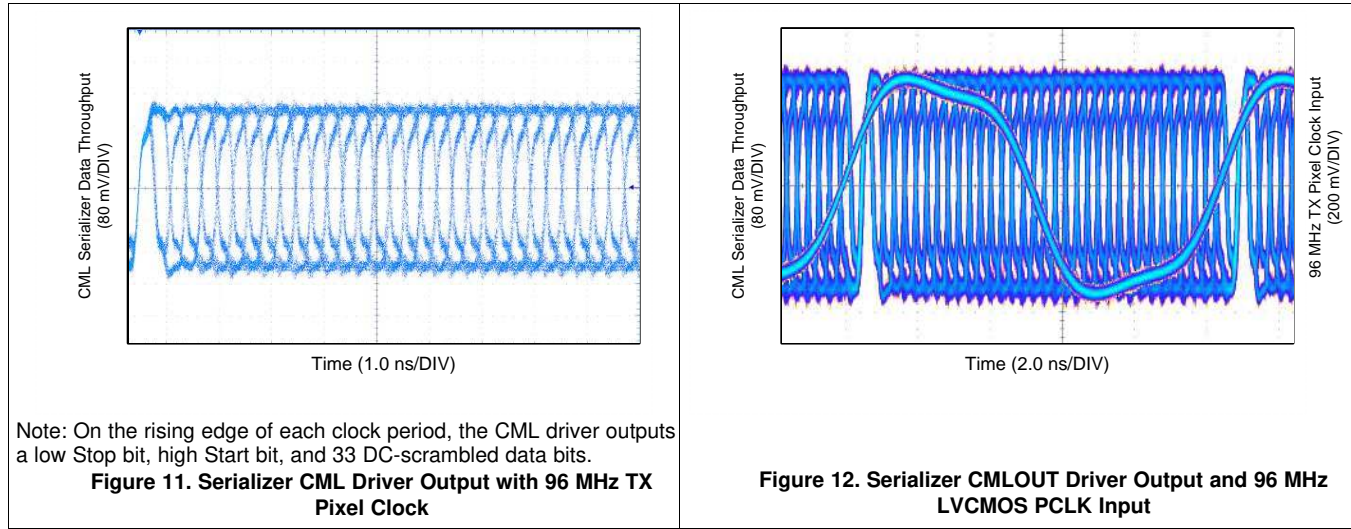 CML Serializer Data Throughput
(80 mV/DIV)
Time (1.0 ns/DIV)
Note: On the rising edge of each clock period, the CML driver outputs
a low Stop bit, high Start bit, and 33 DC-scrambled data bits.
Figure 11. Serializer CML Driver Output with 96 MHz TX
Pixel Clock
CML Serializer Data Throughput
(80 mV/DIV)
96 MHz TX Pixel Clock Input
(200 mV/DIV)
Time (2.0 ns/DIV)
Figure 12. Serializer CMLOUT Driver Output and 96 MHz
LVCMOS PCLK Input